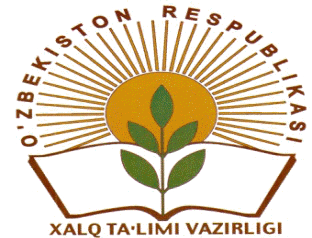 O'ZBEKISTON RESPUBLIKASI
XALQ TA·LIMI VAZIRLIGI